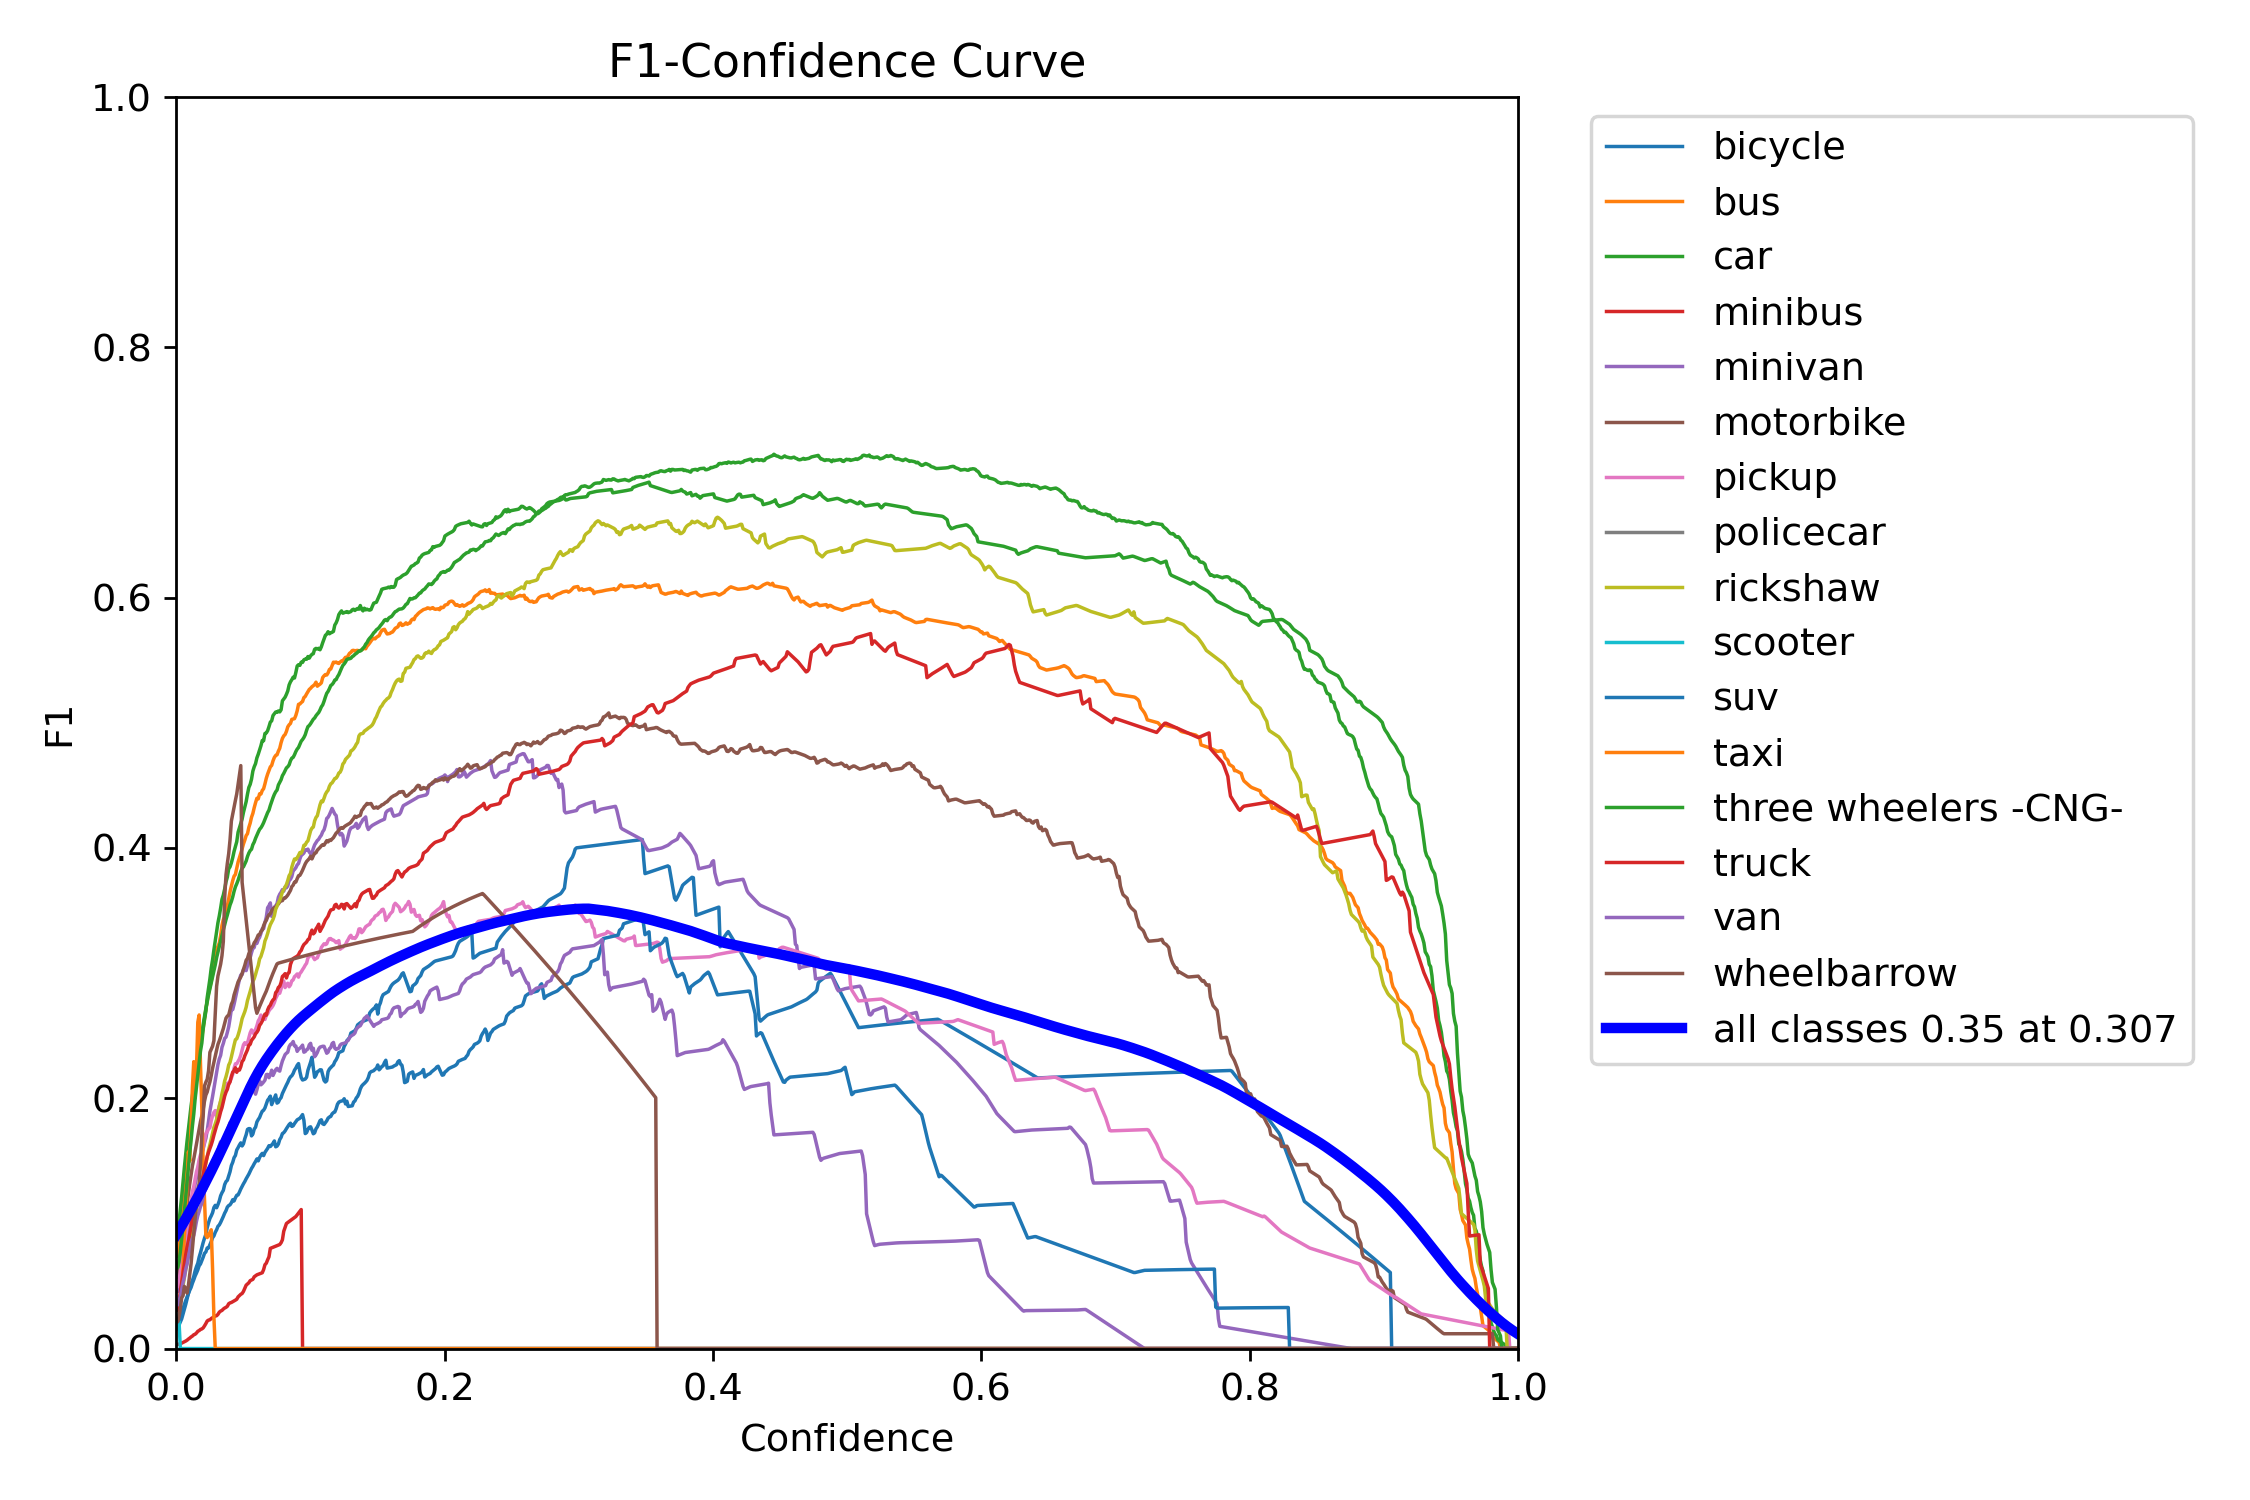 F1-Confidence Curve
1.0
0.8
0.6
0.4
0.2
0.0
F1
0.0 0.2 0.4 0.6 0.8 1.0
Confidence
bicycle
bus
car
minibus
minivan
motorbike
pickup
policecar
rickshaw
scooter
suv
taxi
three wheelers -CNG-
truck
van
wheelbarrow
all classes 0.35 at 0.307